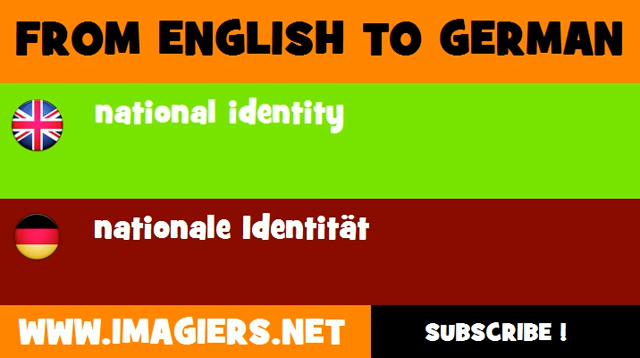 FROM ENGLISH TO GERMAN
national identity
nationale Identität
WWW.IMAGIERS.NET
SUBSCRIBE !